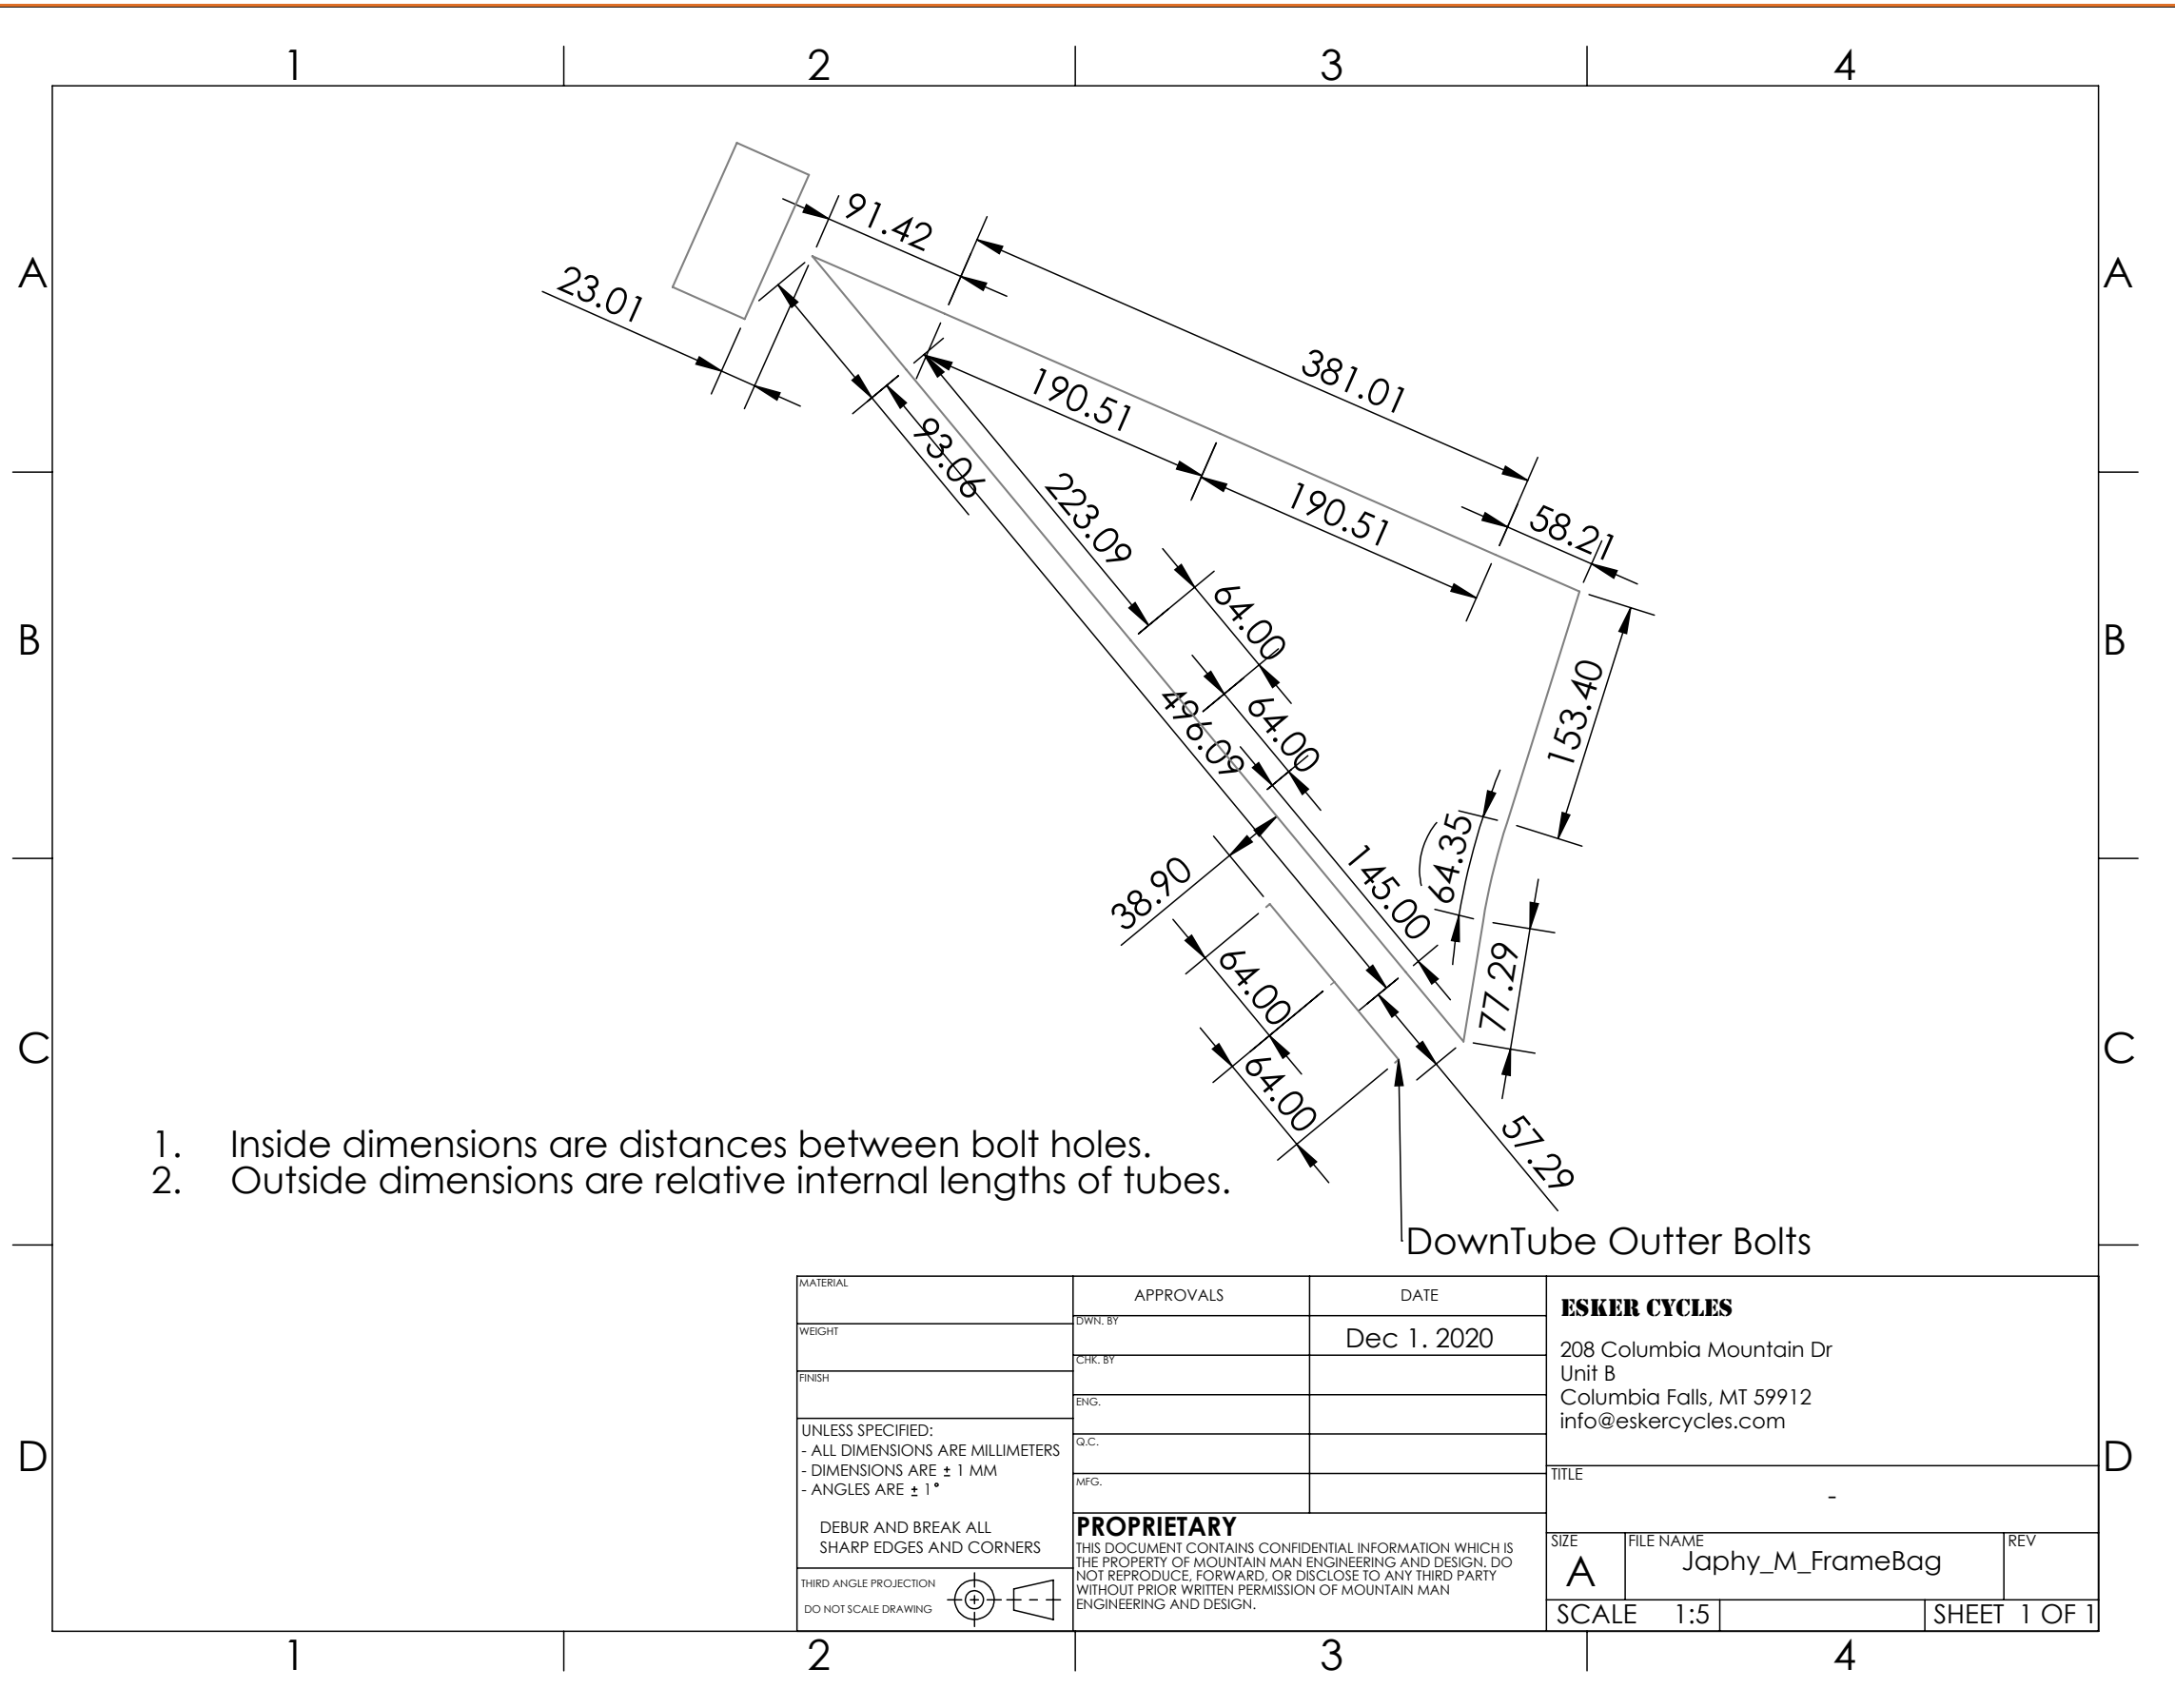 1 2 3 4
A A
91.42
23.01
381.01
190.51
93.06
223.09
190.51
58.21
B B
64.00
153.40
496.09
64.00
64.35
38.90
145.00
64.00
77.29
C C
64.00
57.29
1. Inside dimensions are distances between bolt holes.
2. Outside dimensions are relative internal lengths of tubes.
DownTube Outter Bolts
D D
MATERIAL
WEIGHT
FINISH
UNLESS SPECIFIED:
- ALL DIMENSIONS ARE MILLIMETERS
- DIMENSIONS ARE ± 1 MM
- ANGLES ARE ± 1°
DEBUR AND BREAK ALL
SHARP EDGES AND CORNERS
THIRD ANGLE PROJECTION
DO NOT SCALE DRAWING
APPROVALS DATE
DWN. BY Dec 1. 2020
CHK. BY
ENG.
Q.C.
MFG.
PROPRIETARY
THIS DOCUMENT CONTAINS CONFIDENTIAL INFORMATION WHICH IS
THE PROPERTY OF MOUNTAIN MAN ENGINEERING AND DESIGN. DO
NOT REPRODUCE, FORWARD, OR DISCLOSE TO ANY THIRD PARTY
WITHOUT PRIOR WRITTEN PERMISSION OF MOUNTAIN MAN
ENGINEERING AND DESIGN.
ESKER CYCLES
208 Columbia Mountain Dr
Unit B
Columbia Falls, MT 59912
info@eskercycles.com
TITLE
-
SIZE FILE NAME REV
A Japhy_M_FrameBag
SCALE 1:5 SHEET 1 OF 1
1 2 3 4